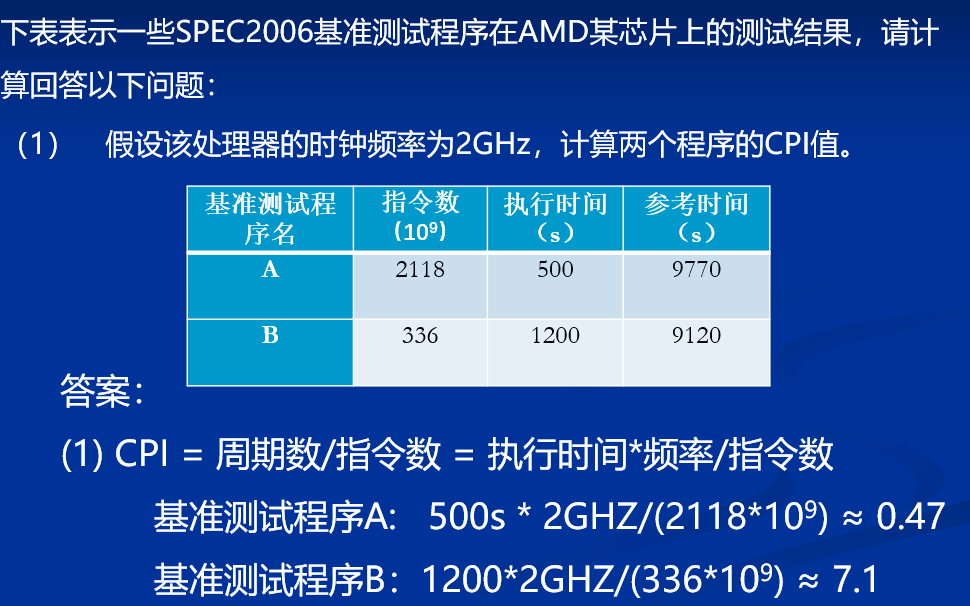 下表表示一些SPEC2006基准测试程序在AMD某芯片上的测试结果，请计
算回答以下问题：
（1） 假设该处理器的时钟频率为2GHz，计算两个程序的CPI值。
基准测试程序名 指令数（10⁹） 执行时间（s） 参考时间（s）
A 2118 500 9770
B 336 1200 9120
答案：
(1) CPI = 周期数/指令数 = 执行时间*频率/指令数
基准测试程序A： 500s * 2GHZ/(2118*10⁹) ≈ 0.47
基准测试程序B：1200*2GHZ/(336*10⁹) ≈ 7.1